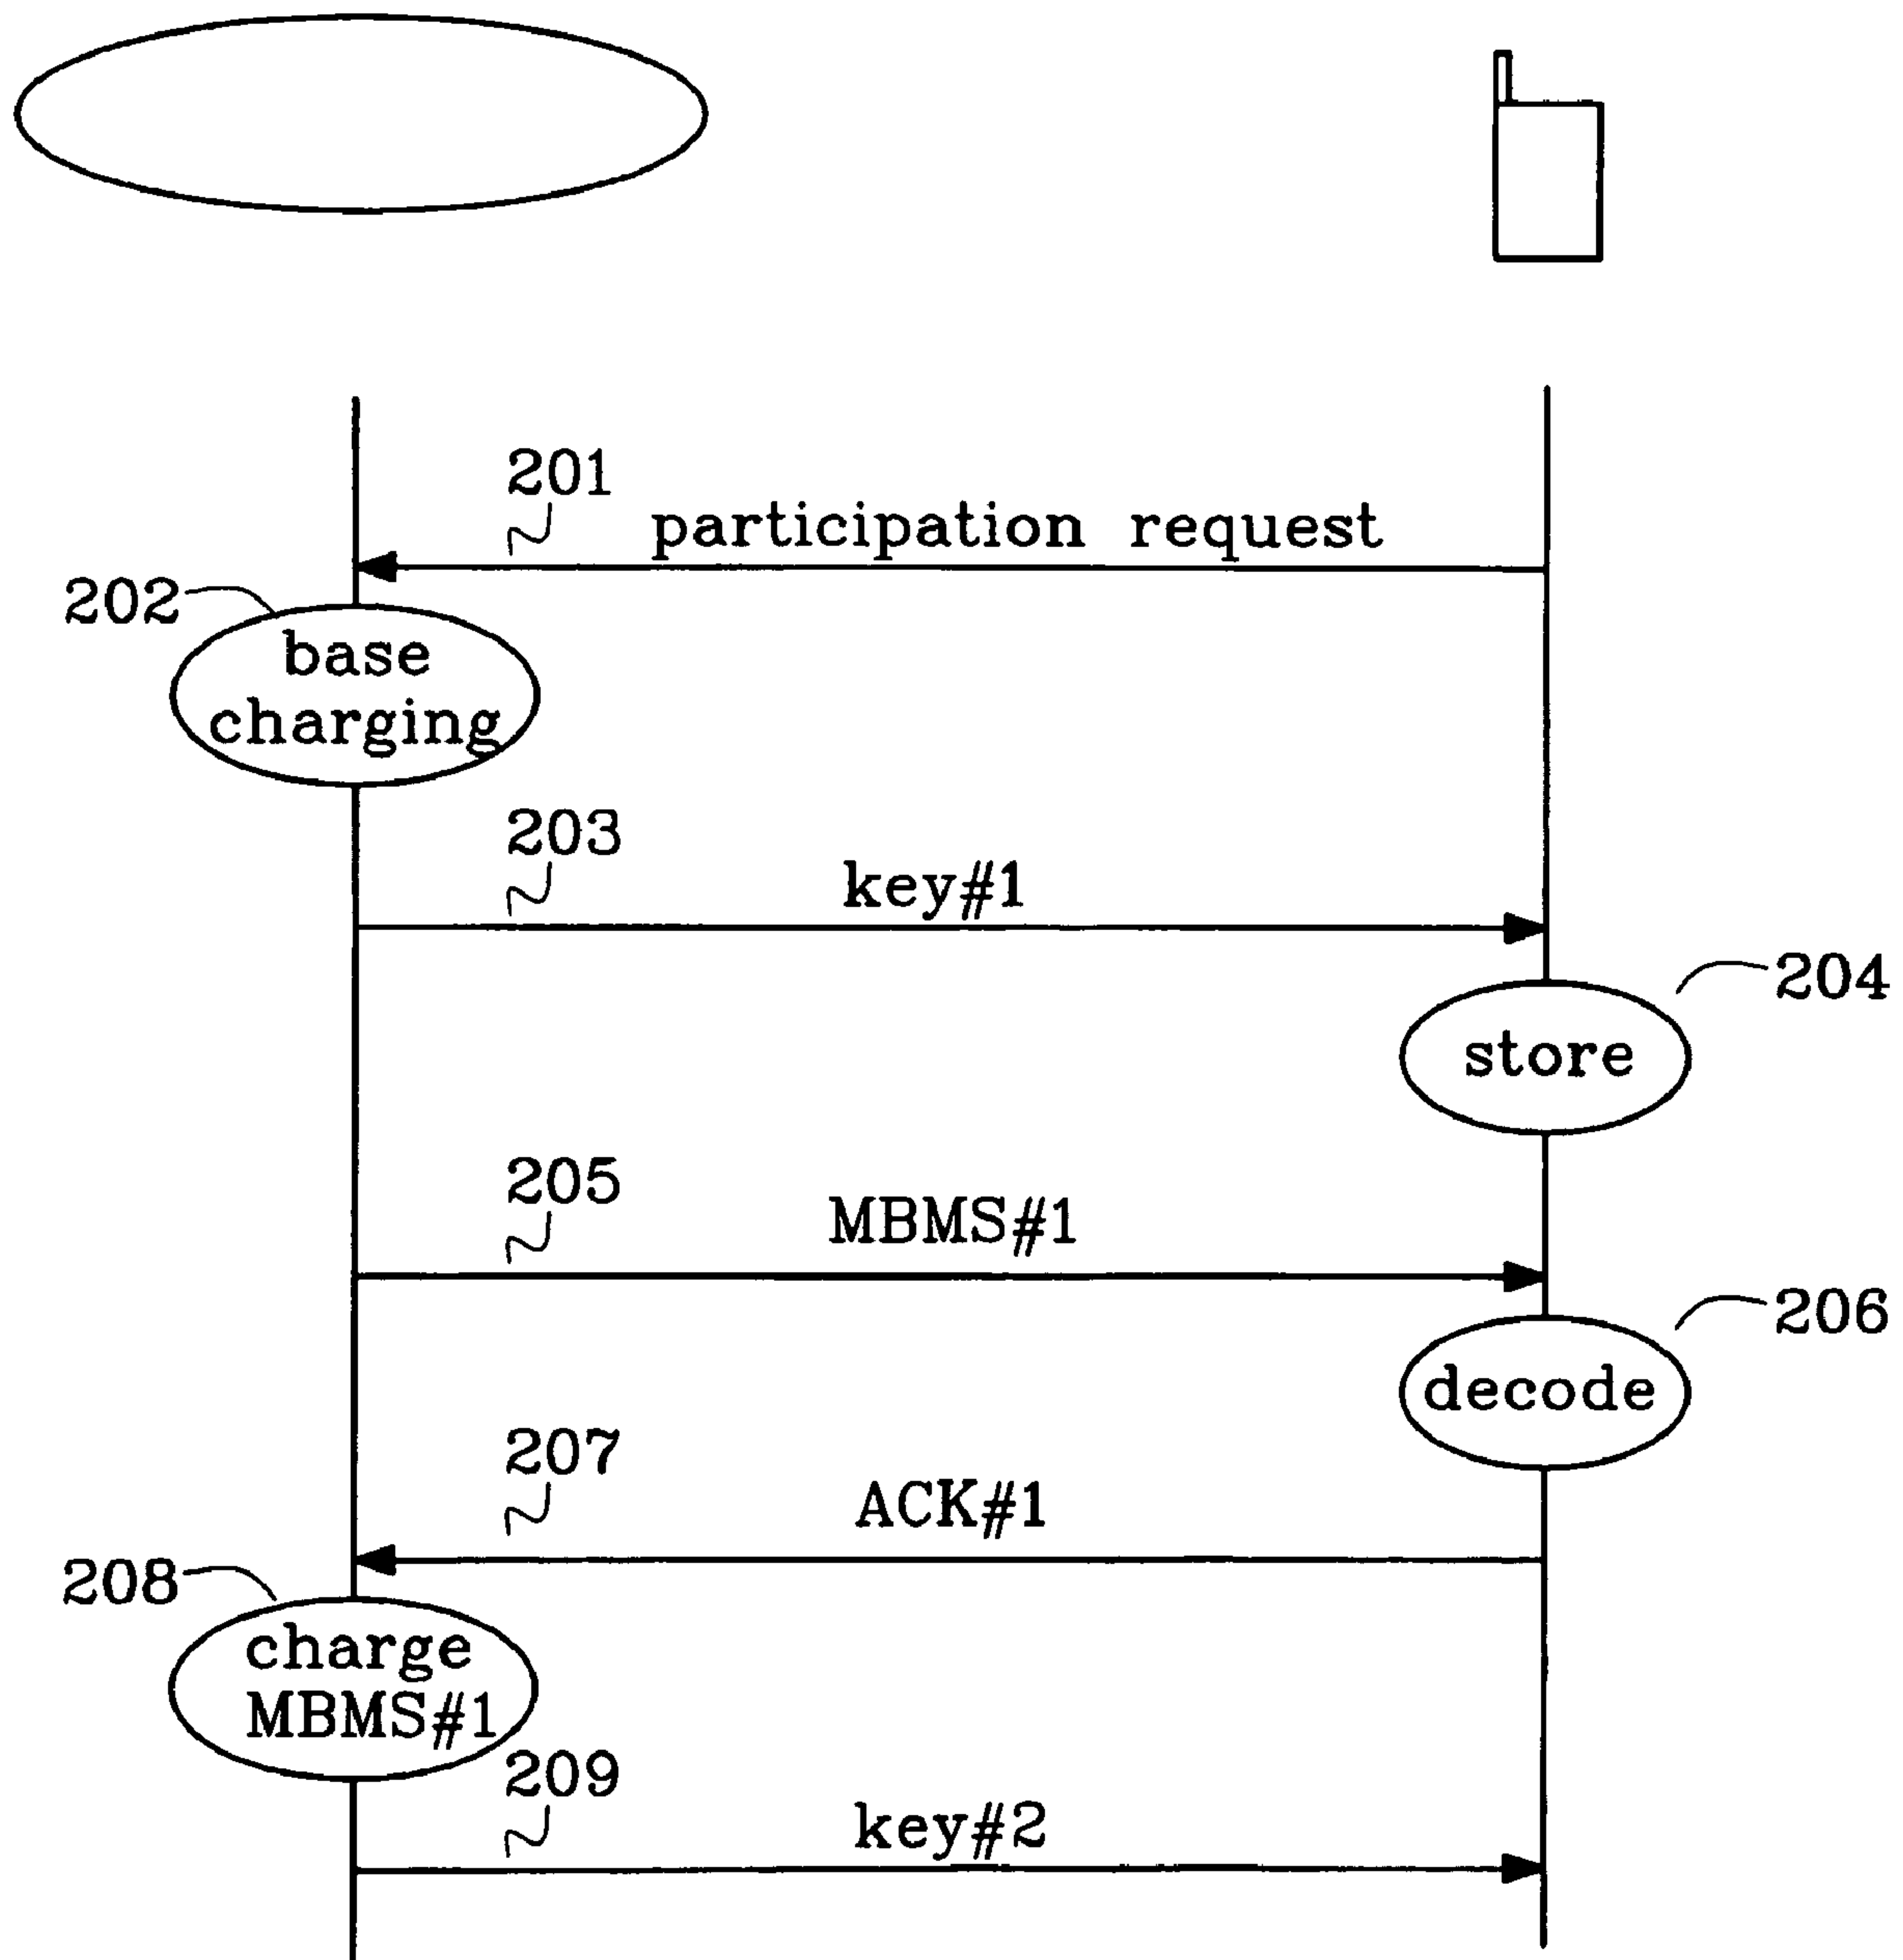 201
participation request
202
base
charging
203
key#1
204
store
205
MBMS#1
206
decode
207
ACK#1
208
charge
MBMS#1
209
key#2